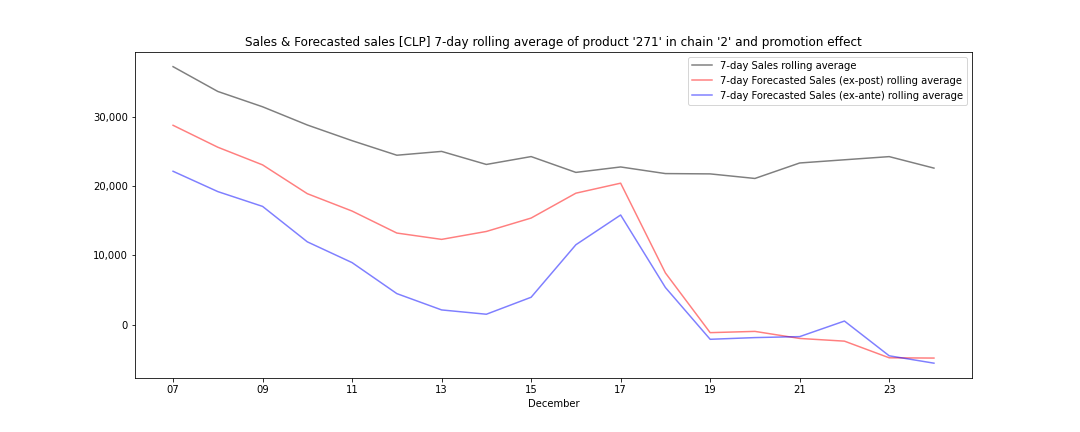 Sales & Forecasted sales [CLP] 7-day rolling average of product '271' in chain '2' and promotion effect
7-day Sales rolling average
7-day Forecasted Sales (ex-post) rolling average
7-day Forecasted Sales (ex-ante) rolling average
30,000
20,000
10,000
0
07 09 11 13 15 17 19 21 23
December